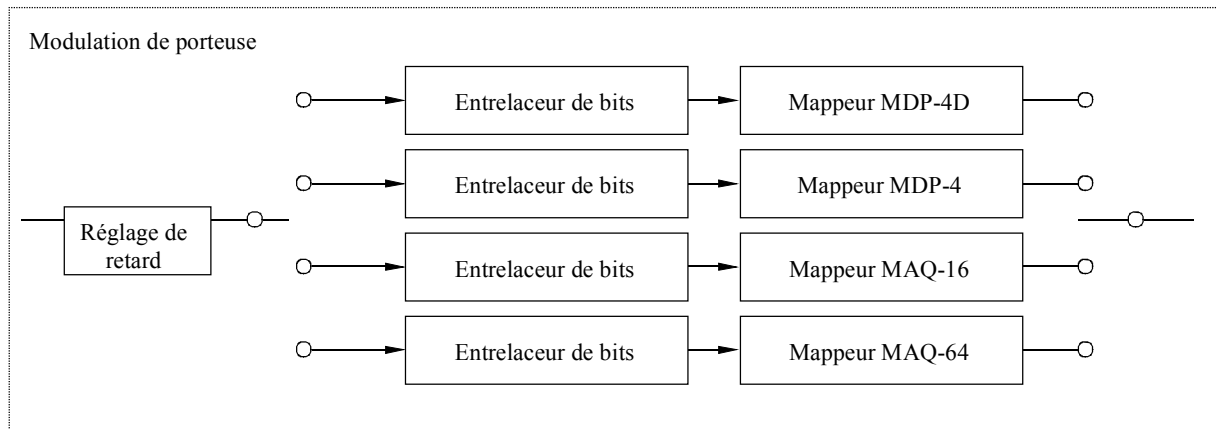 Modulation de porteuse
Entrelaceur de bits
Mappeur MDP-4D
Entrelaceur de bits
Mappeur MDP-4
Réglage de
retard
Entrelaceur de bits
Mappeur MAQ-16
Entrelaceur de bits
Mappeur MAQ-64